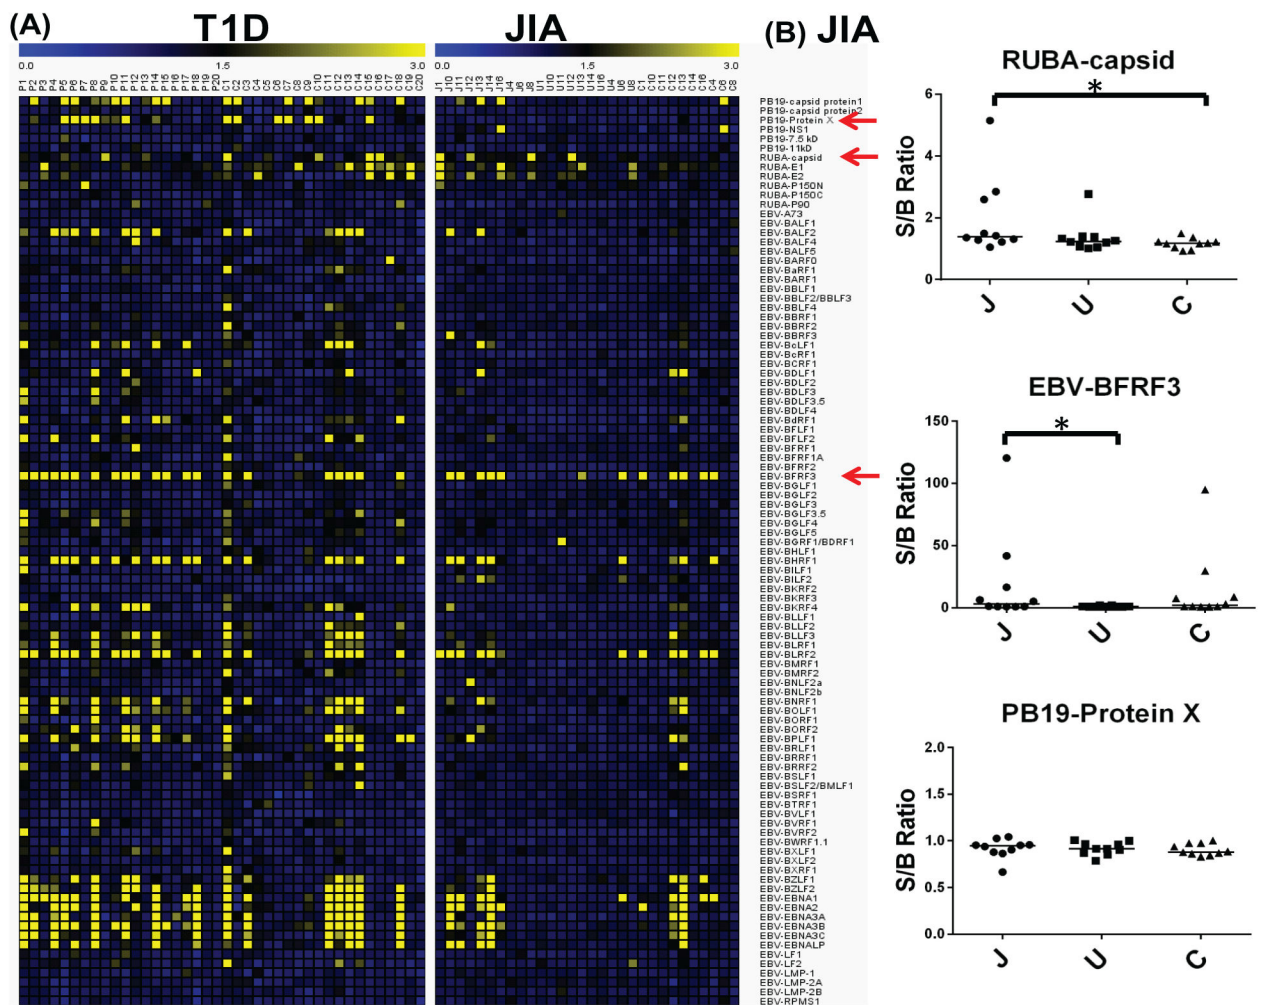 (A) T1D JIA (B) JIA
0.0 1.5 3.0 0.0 1.5 3.0
PB19-capsid protein1
PB19-capsid protein2
PB19-Protein X
PB19-NS1
PB19-7.5 kD
PB19-11kD
RUBA-capsid
RUBA-E1
RUBA-E2
RUBA-P150N
RUBA-P150C
RUBA-P90
EBV-A73
EBV-BALF1
EBV-BALF2
EBV-BALF4
EBV-BALF5
EBV-BARF0
EBV-BaRF1
EBV-BARF1
EBV-BBLF1
EBV-BBLF2/BBLF3
EBV-BBLF4
EBV-BBRF1
EBV-BBRF2
EBV-BBRF3
EBV-BcLF1
EBV-BcRF1
EBV-BCRF1
EBV-BDLF1
EBV-BDLF2
EBV-BDLF3
EBV-BDLF3.5
EBV-BDLF4
EBV-BdRF1
EBV-BFLF1
EBV-BFLF2
EBV-BFRF1
EBV-BFRF1A
EBV-BFRF2
EBV-BFRF3
EBV-BGLF1
EBV-BGLF2
EBV-BGLF3
EBV-BGLF3.5
EBV-BGLF4
EBV-BGLF5
EBV-BGRF1/BDRF1
EBV-BHLF1
EBV-BHRF1
EBV-BILF1
EBV-BILF2
EBV-BKRF2
EBV-BKRF3
EBV-BKRF4
EBV-BLLF1
EBV-BLLF2
EBV-BLLF3
EBV-BLRF1
EBV-BLRF2
EBV-BMRF1
EBV-BMRF2
EBV-BNLF2a
EBV-BNLF2b
EBV-BNRF1
EBV-BOLF1
EBV-BORF1
EBV-BORF2
EBV-BPLF1
EBV-BRLF1
EBV-BRRF1
EBV-BRRF2
EBV-BSLF1
EBV-BSLF2/BMLF1
EBV-BSRF1
EBV-BTRF1
EBV-BVLF1
EBV-BVRF1
EBV-BVRF2
EBV-BWRF1.1
EBV-BXLF1
EBV-BXLF2
EBV-BXRF1
EBV-BZLF1
EBV-BZLF2
EBV-EBNA1
EBV-EBNA2
EBV-EBNA3A
EBV-EBNA3B
EBV-EBNA3C
EBV-EBNALP
EBV-LF1
EBV-LF2
EBV-LMP-1
EBV-LMP-2A
EBV-LMP-2B
EBV-RPMS1
RUBA-capsid
S/B Ratio
6
4
2
0
*
J U C
EBV-BFRF3
S/B Ratio
150
100
50
0
*
J U C
PB19-Protein X
S/B Ratio
2.0
1.5
1.0
0.5
0.0
J U C